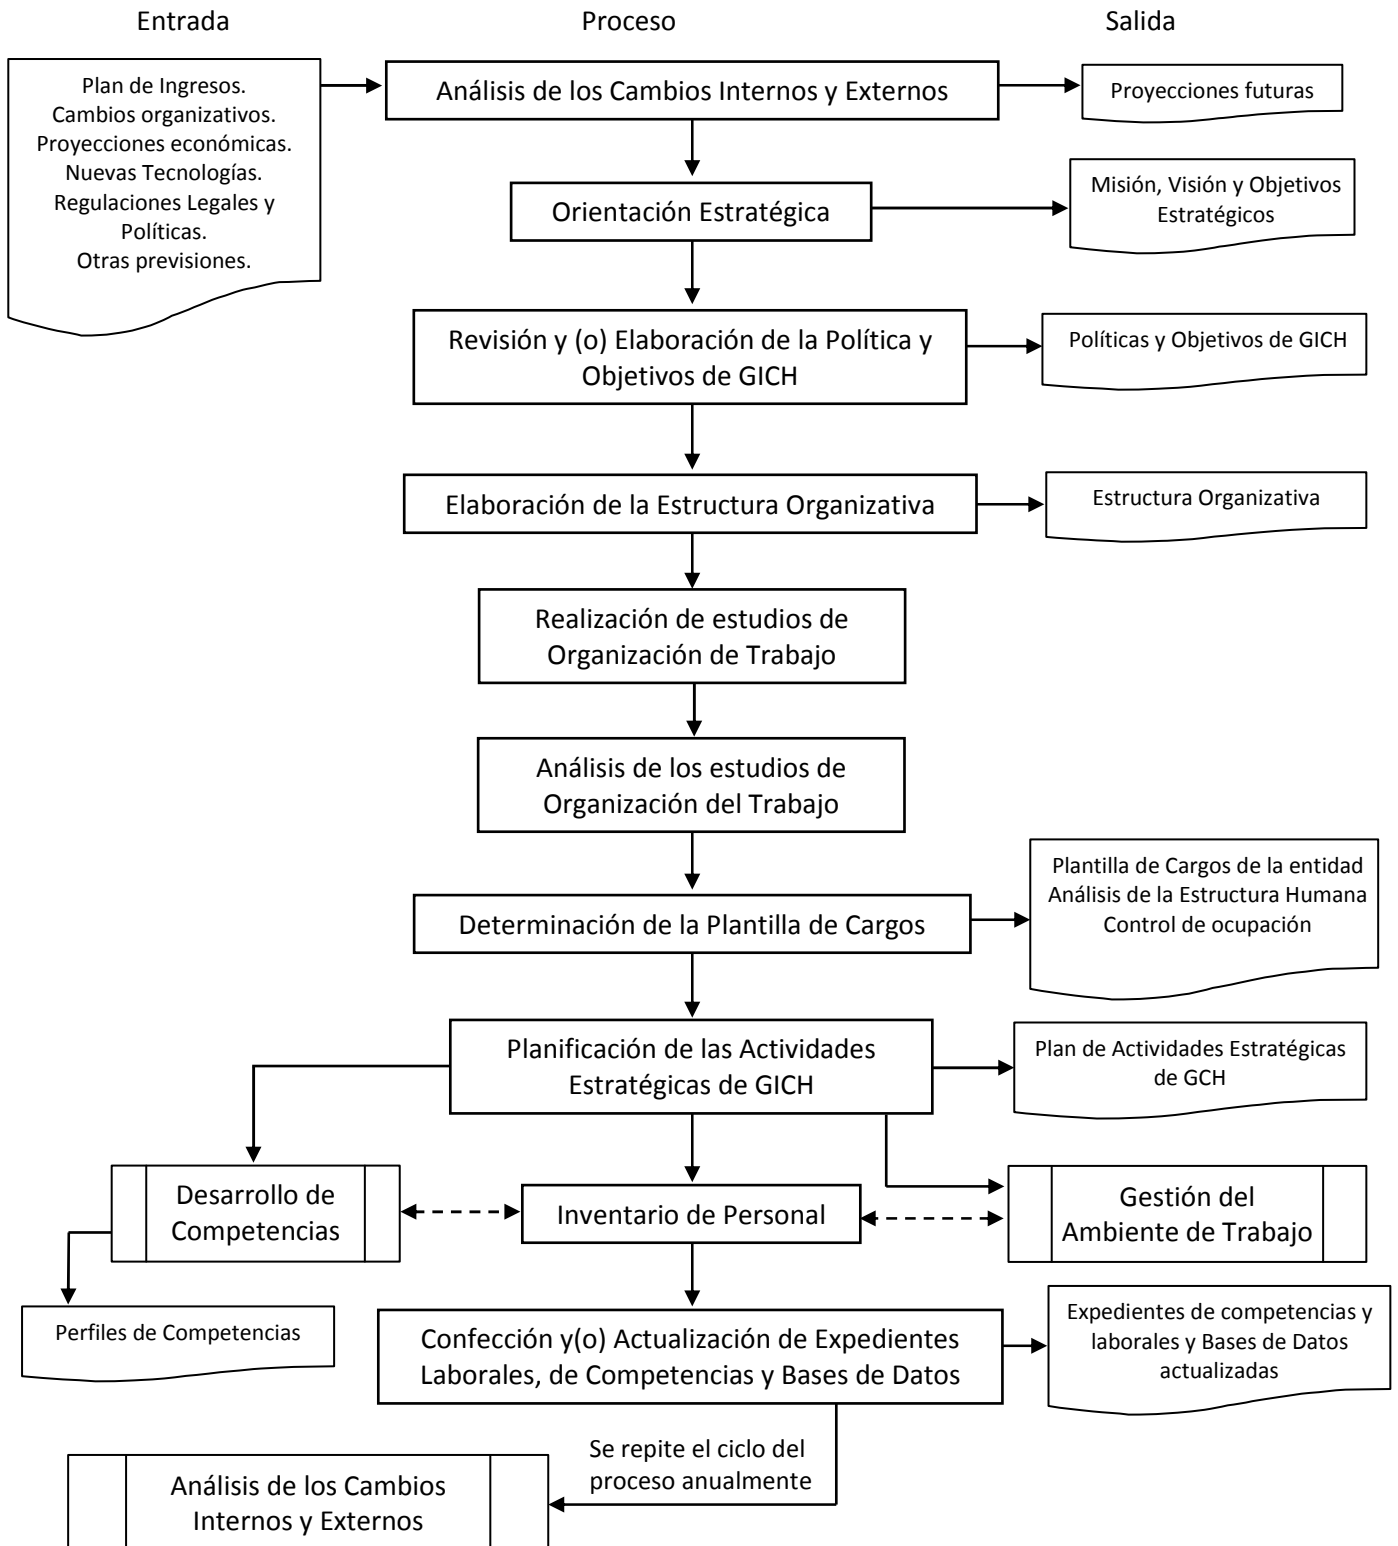 Entrada
Proceso
Salida
Plan de Ingresos.
Cambios organizativos.
Proyecciones económicas.
Nuevas Tecnologías.
Regulaciones Legales y
Políticas.
Otras previsiones.
Análisis de los Cambios Internos y Externos
Proyecciones futuras
Orientación Estratégica
Misión, Visión y Objetivos
Estratégicos
Revisión y (o) Elaboración de la Política y
Objetivos de GICH
Políticas y Objetivos de GICH
Elaboración de la Estructura Organizativa
Estructura Organizativa
Realización de estudios de
Organización de Trabajo
Análisis de los estudios de
Organización del Trabajo
Determinación de la Plantilla de Cargos
Plantilla de Cargos de la entidad
Análisis de la Estructura Humana
Control de ocupación
Planificación de las Actividades
Estratégicas de GICH
Plan de Actividades Estratégicas
de GCH
Desarrollo de
Competencias
Inventario de Personal
Gestión del
Ambiente de Trabajo
Perfiles de Competencias
Confección y(o) Actualización de Expedientes
Laborales, de Competencias y Bases de Datos
Expedientes de competencias y
laborales y Bases de Datos
actualizadas
Se repite el ciclo del
proceso anualmente
Análisis de los Cambios
Internos y Externos